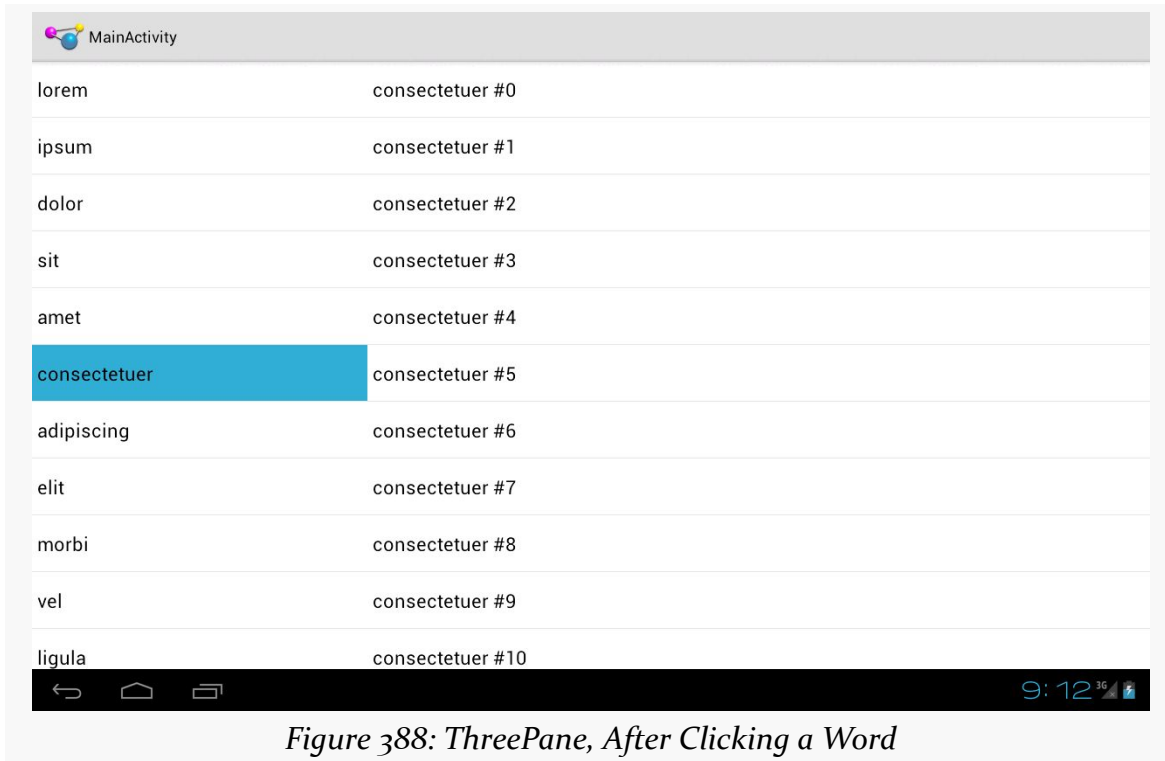 MainActivity
lorem consectetuer #0
ipsum consectetuer #1
dolor consectetuer #2
sit consectetuer #3
amet consectetuer #4
consectetuer consectetuer #5
adipiscing consectetuer #6
elit consectetuer #7
morbi consectetuer #8
vel consectetuer #9
ligula consectetuer #10
9:12 3G
Figure 388: ThreePane, After Clicking a Word